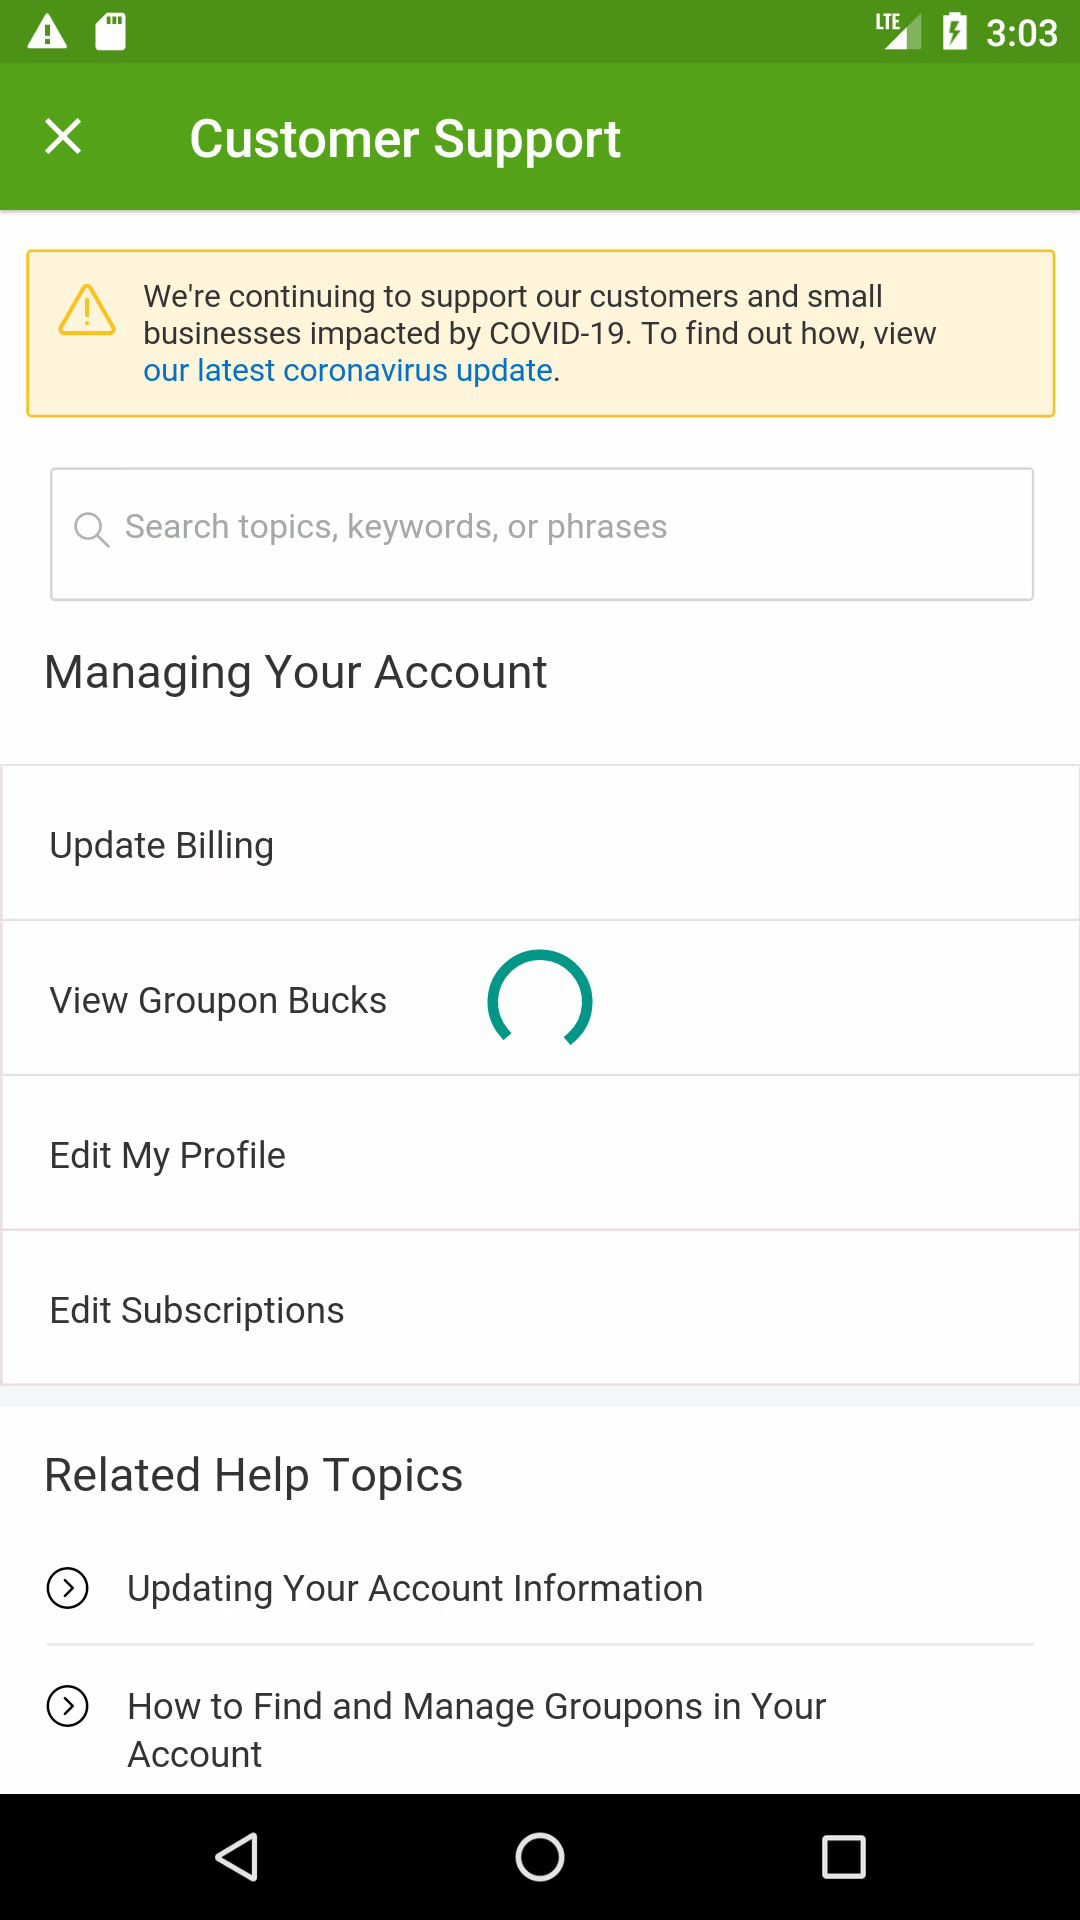 LTE 3:03
Customer Support
We're continuing to support our customers and small
businesses impacted by COVID-19. To find out how, view
our latest coronavirus update.
Search topics, keywords, or phrases
Managing Your Account
Update Billing
View Groupon Bucks
Edit My Profile
Edit Subscriptions
Related Help Topics
Updating Your Account Information
How to Find and Manage Groupons in Your
Account